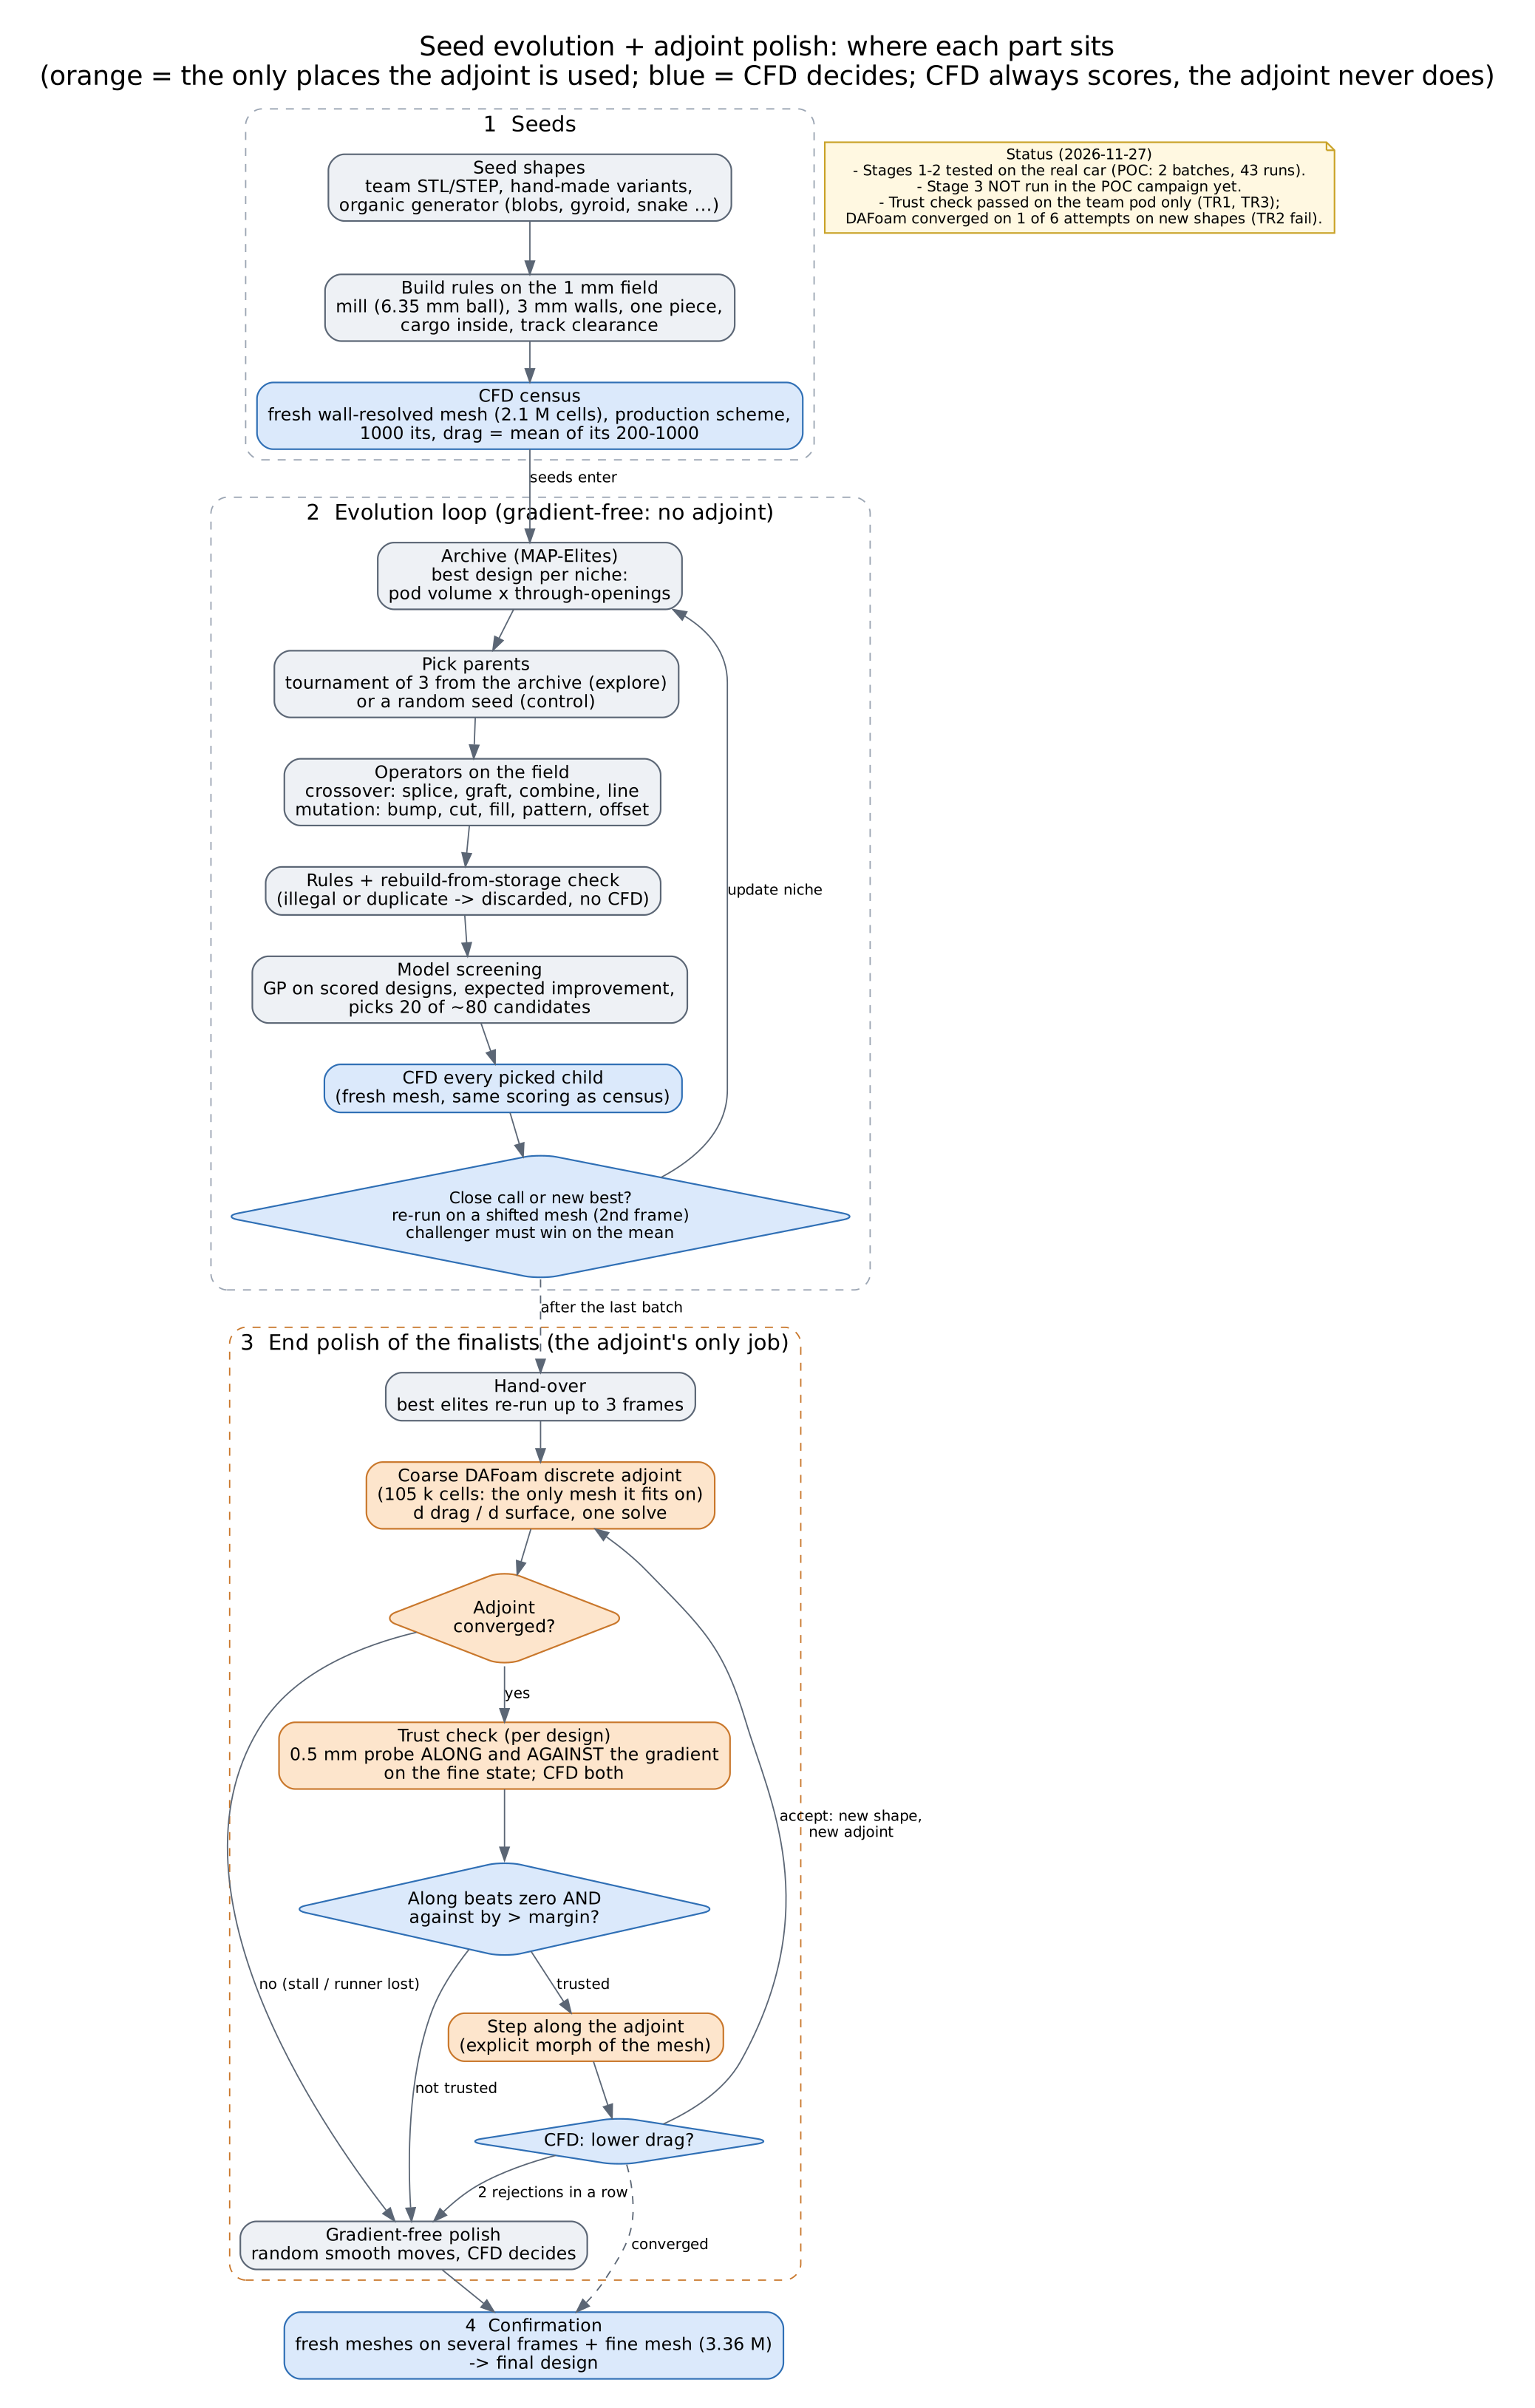 Seed evolution + adjoint polish: where each part sits
(orange = the only places the adjoint is used; blue = CFD decides; CFD always scores, the adjoint never does)
1  Seeds
Seed shapes
team STL/STEP, hand-made variants,
organic generator (blobs, gyroid, snake ...)
Status (2026-11-27)
- Stages 1-2 tested on the real car (POC: 2 batches, 43 runs).
- Stage 3 NOT run in the POC campaign yet.
- Trust check passed on the team pod only (TR1, TR3);
DAFoam converged on 1 of 6 attempts on new shapes (TR2 fail).
Build rules on the 1 mm field
mill (6.35 mm ball), 3 mm walls, one piece,
cargo inside, track clearance
CFD census
fresh wall-resolved mesh (2.1 M cells), production scheme,
1000 its, drag = mean of its 200-1000
seeds enter
2  Evolution loop (gradient-free: no adjoint)
Archive (MAP-Elites)
best design per niche:
pod volume x through-openings
Pick parents
tournament of 3 from the archive (explore)
or a random seed (control)
Operators on the field
crossover: splice, graft, combine, line
mutation: bump, cut, fill, pattern, offset
Rules + rebuild-from-storage check
(illegal or duplicate -> discarded, no CFD)
update niche
Model screening
GP on scored designs, expected improvement,
picks 20 of ~80 candidates
CFD every picked child
(fresh mesh, same scoring as census)
Close call or new best?
re-run on a shifted mesh (2nd frame)
challenger must win on the mean
after the last batch
3  End polish of the finalists (the adjoint's only job)
Hand-over
best elites re-run up to 3 frames
Coarse DAFoam discrete adjoint
(105 k cells: the only mesh it fits on)
d drag / d surface, one solve
Adjoint
converged?
yes
Trust check (per design)
0.5 mm probe ALONG and AGAINST the gradient
on the fine state; CFD both
accept: new shape,
new adjoint
Along beats zero AND
against by > margin?
no (stall / runner lost)
trusted
Step along the adjoint
(explicit morph of the mesh)
not trusted
CFD: lower drag?
2 rejections in a row
converged
Gradient-free polish
random smooth moves, CFD decides
4  Confirmation
fresh meshes on several frames + fine mesh (3.36 M)
-> final design